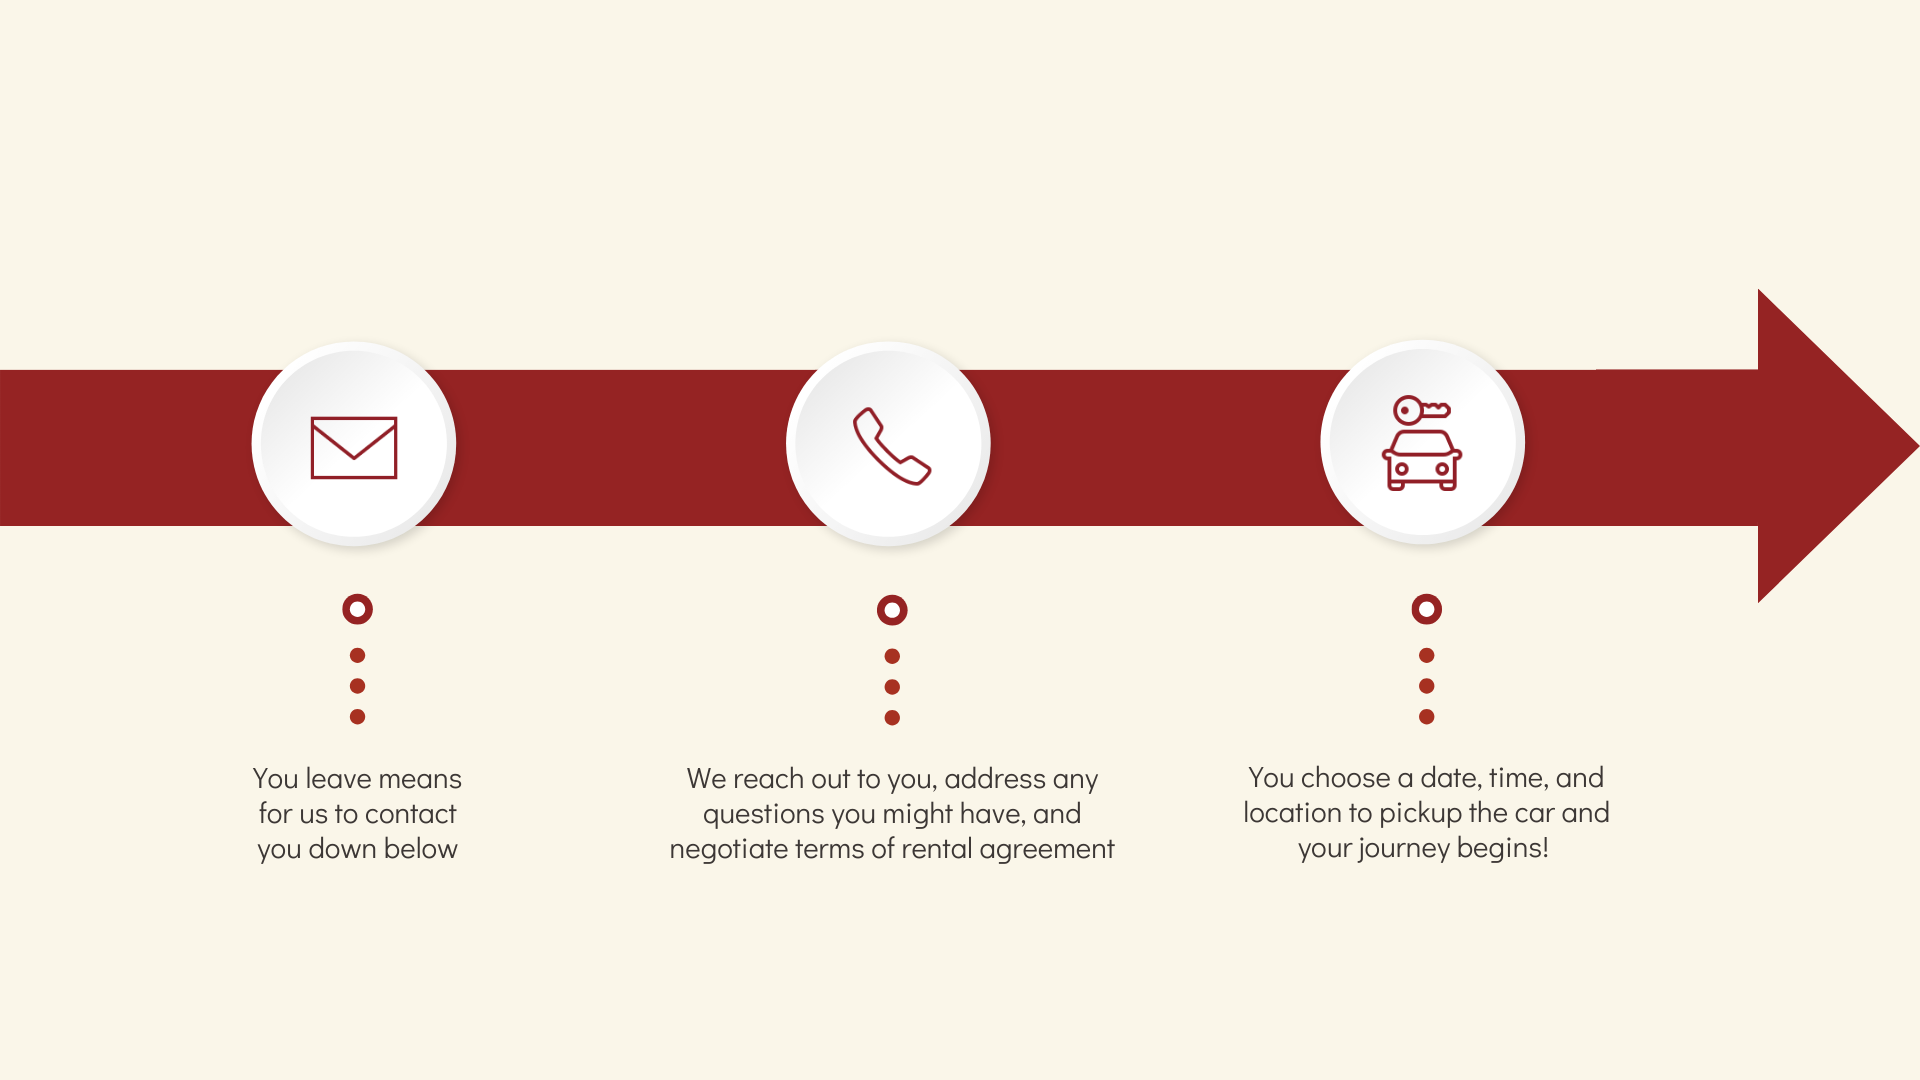 You leave means
for us to contact
you down below
We reach out to you, address any
questions you might have, and
negotiate terms of rental agreement
You choose a date, time, and
location to pickup the car and
your journey begins!